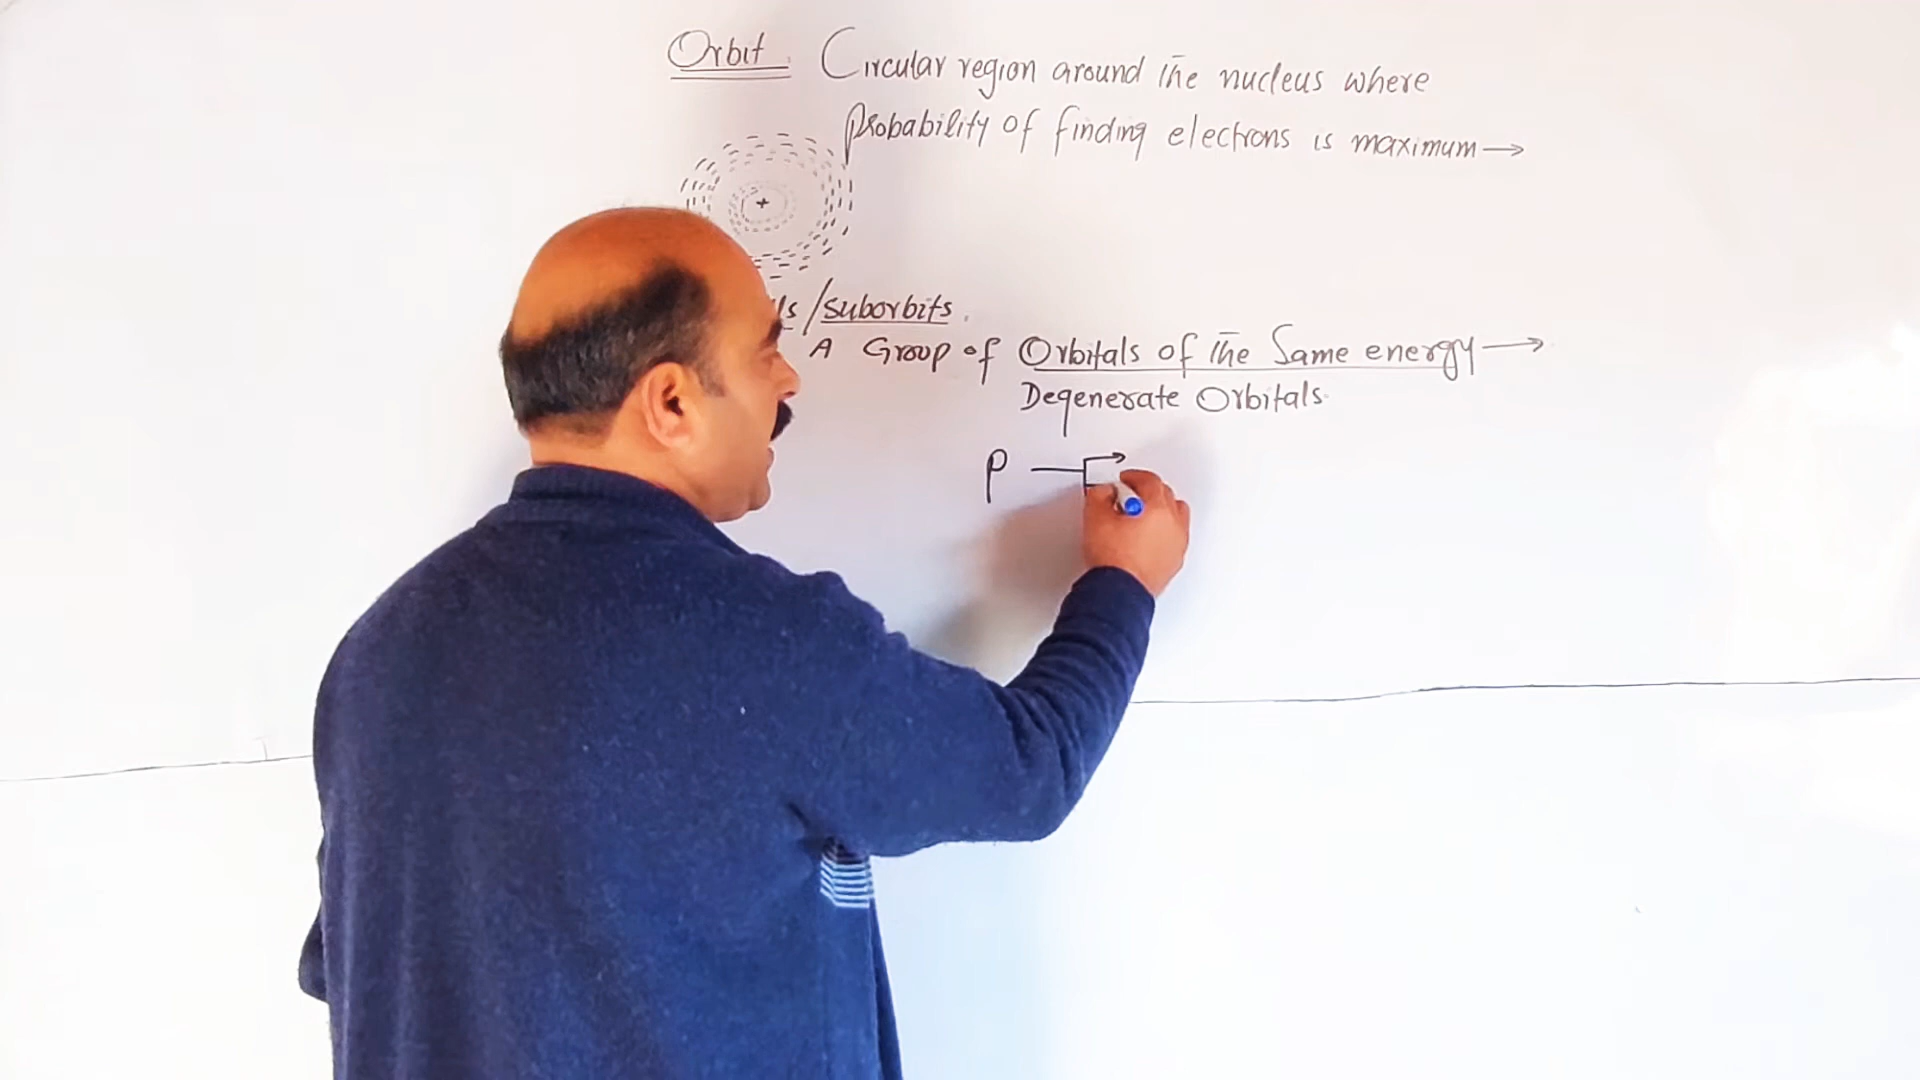 Orbit. Circular region around the nucleus where
probability of finding electrons is maximum →
+
/suborbits.
A Group of Orbitals of the Same energy →
Degenerate Orbitals.
P